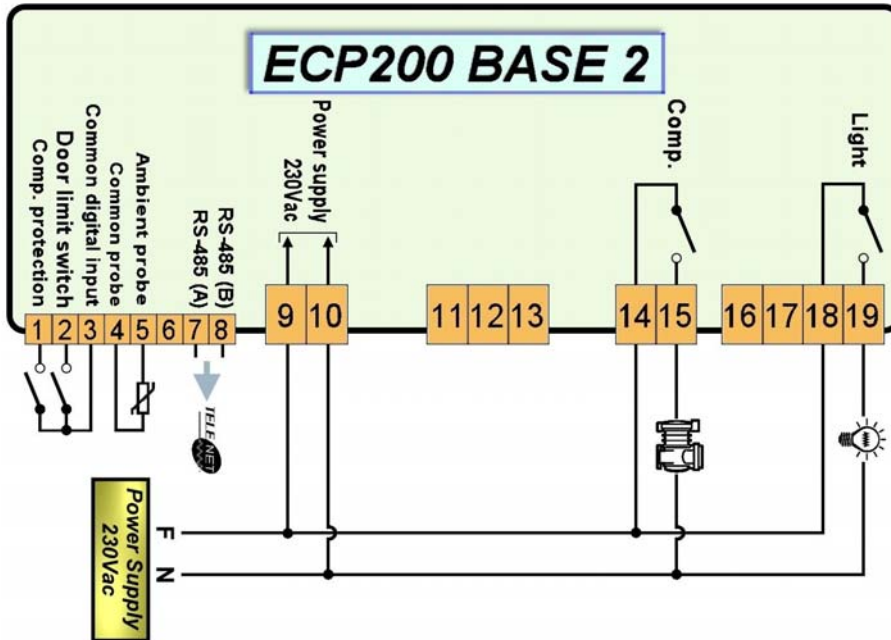 ECP200 BASE 2
Comp. protection
Door limit switch
Common digital input
Common probe
Ambient probe
RS-485 (A)
RS-485 (B)
Power supply
230Vac
Comp.
Light
1 2 3 4 5 6 7 8
9 10
11 12 13
14 15
16 17 18 19
TELE NET
Power Supply
230Vac
F
N